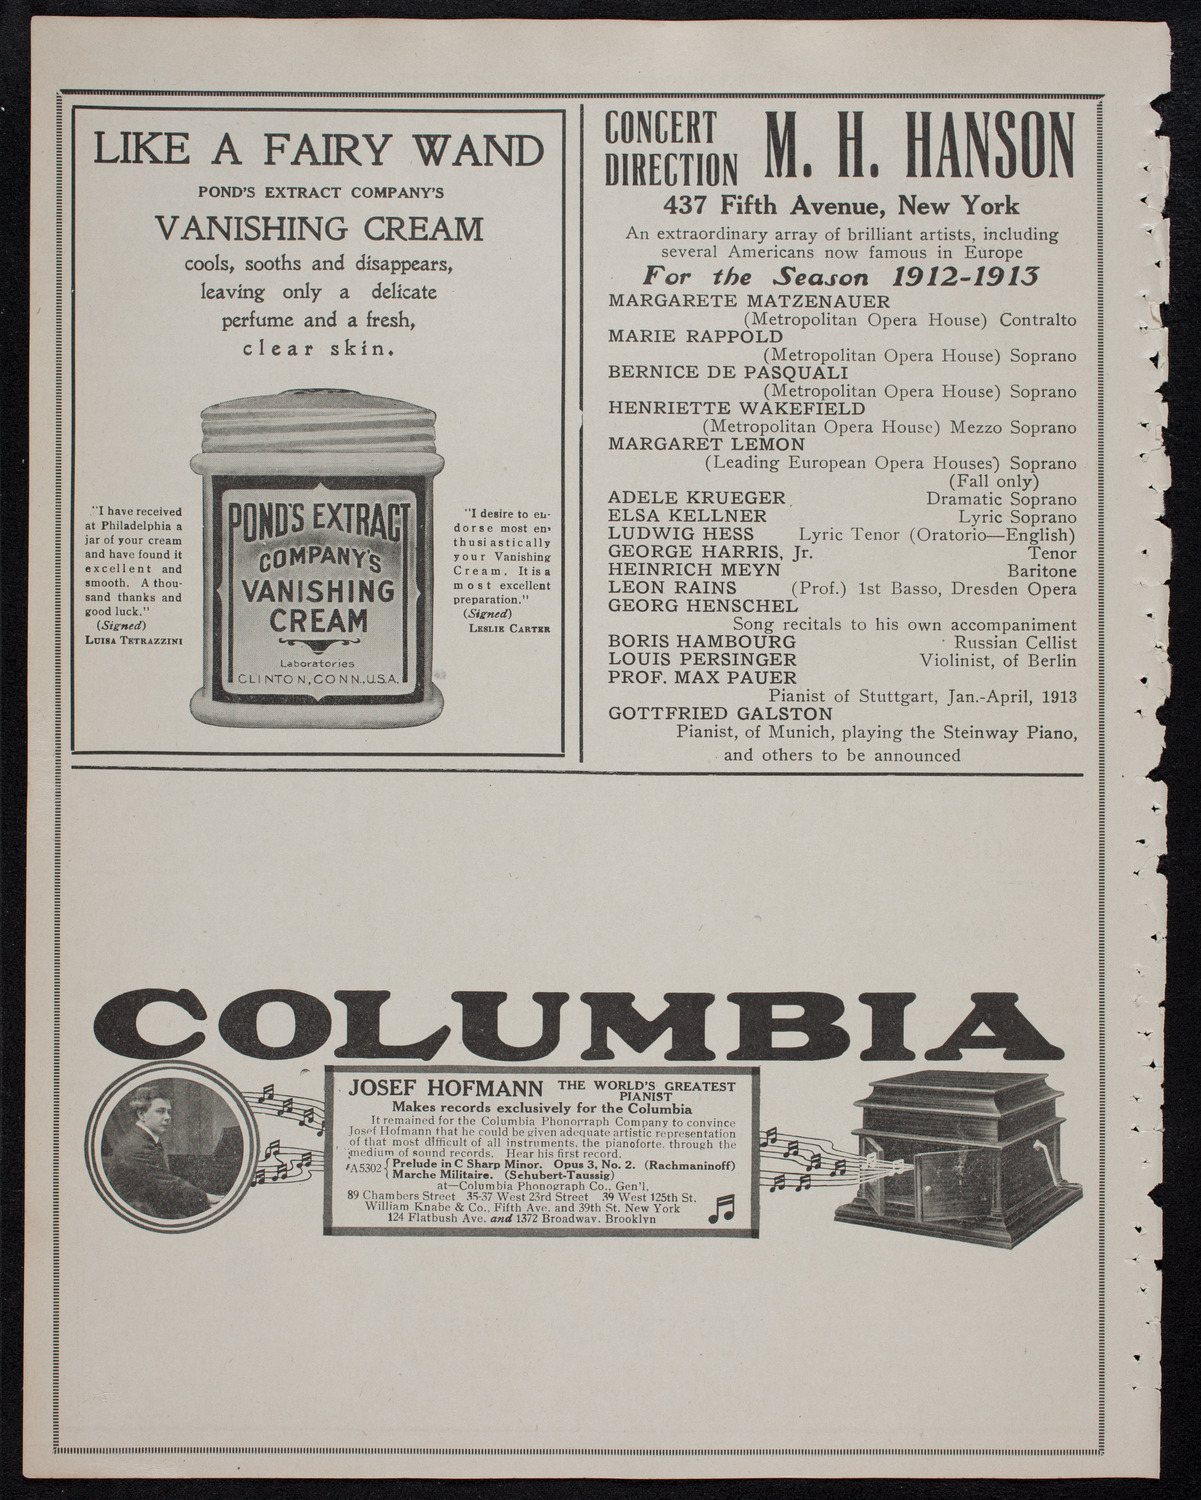 LIKE A FAIRY WAND
POND'S EXTRACT COMPANY'S
VANISHING CREAM
cools, sooths and disappears,
leaving only a delicate
perfume and a fresh,
clear skin.
"I have received
at Philadelphia a
jar of your cream
and have found it
excellent and
smooth. A thou-
sand thanks and
good luck."
(Signed)
LUISA TETRAZZINI
POND'S EXTRACT
COMPANY'S
VANISHING
CREAM
Laboratories
CLINTON, CONN., U.S.A.
"I desire to en-
dorse most en-
thusiastically
your Vanishing
Cream. It is a
most excellent
preparation."
(Signed)
LESLIE CARTER
CONCERT DIRECTION M. H. HANSON
437 Fifth Avenue, New York
An extraordinary array of brilliant artists, including
several Americans now famous in Europe
For the Season 1912-1913
MARGARETE MATZENAUER
(Metropolitan Opera House) Contralto
MARIE RAPPOLD
(Metropolitan Opera House) Soprano
BERNICE DE PASQUALI
(Metropolitan Opera House) Soprano
HENRIETTE WAKEFIELD
(Metropolitan Opera House) Mezzo Soprano
MARGARET LEMON
(Leading European Opera Houses) Soprano
(Fall only)
ADELE KRUEGER Dramatic Soprano
ELSA KELLNER Lyric Soprano
LUDWIG HESS Lyric Tenor (Oratorio—English)
GEORGE HARRIS, Jr. Tenor
HEINRICH MEYN Baritone
LEON RAINS (Prof.) 1st Basso, Dresden Opera
GEORG HENSCHEL
Song recitals to his own accompaniment
BORIS HAMBOURG Russian Cellist
LOUIS PERSINGER Violinist, of Berlin
PROF. MAX PAUER
Pianist of Stuttgart, Jan.-April, 1913
GOTTFRIED GALSTON
Pianist, of Munich, playing the Steinway Piano,
and others to be announced
COLUMBIA
JOSEF HOFMANN THE WORLD'S GREATEST
PIANIST
Makes records exclusively for the Columbia
It remained for the Columbia Phonograph Company to convince
Josef Hofmann that he could be given adequate artistic representation
of that most difficult of all instruments, the pianoforte, through the
medium of sound records. Hear his first record.
A5302 { Prelude in C Sharp Minor. Opus 3, No. 2. (Rachmaninoff)
Marche Militaire. (Schubert-Taussig)
at—Columbia Phonograph Co., Gen'l,
89 Chambers Street 35-37 West 23rd Street 39 West 125th St.
William Knabe & Co., Fifth Ave. and 39th St. New York
124 Flatbush Ave. and 1372 Broadway, Brooklyn